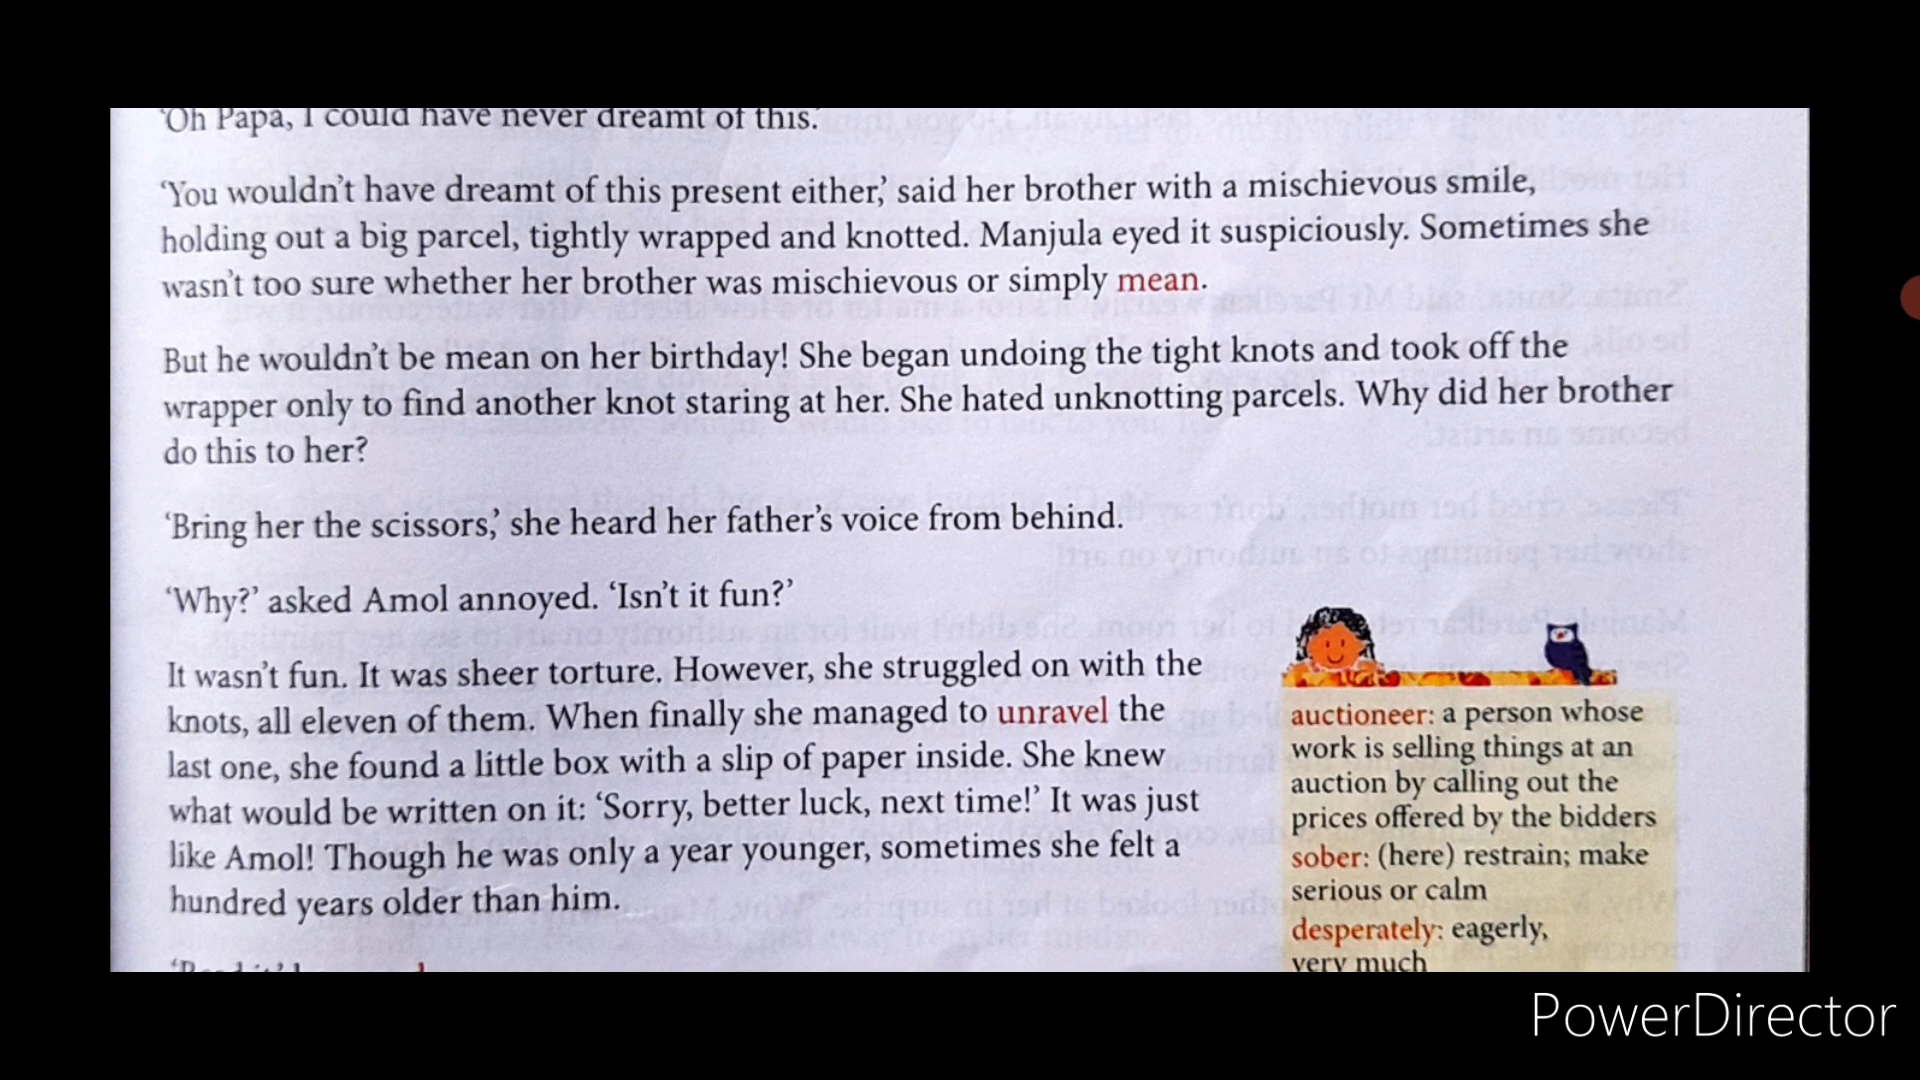 ‘Oh Papa, I could have never dreamt of this.’
‘You wouldn’t have dreamt of this present either,’ said her brother with a mischievous smile,
holding out a big parcel, tightly wrapped and knotted. Manjula eyed it suspiciously. Sometimes she
wasn’t too sure whether her brother was mischievous or simply mean.
But he wouldn’t be mean on her birthday! She began undoing the tight knots and took off the
wrapper only to find another knot staring at her. She hated unknotting parcels. Why did her brother
do this to her?
‘Bring her the scissors,’ she heard her father’s voice from behind.
‘Why?’ asked Amol annoyed. ‘Isn’t it fun?’
It wasn’t fun. It was sheer torture. However, she struggled on with the
knots, all eleven of them. When finally she managed to unravel the
last one, she found a little box with a slip of paper inside. She knew
what would be written on it: ‘Sorry, better luck, next time!’ It was just
like Amol! Though he was only a year younger, sometimes she felt a
hundred years older than him.
auctioneer: a person whose
work is selling things at an
auction by calling out the
prices offered by the bidders
sober: (here) restrain; make
serious or calm
desperately: eagerly,
very much
PowerDirector